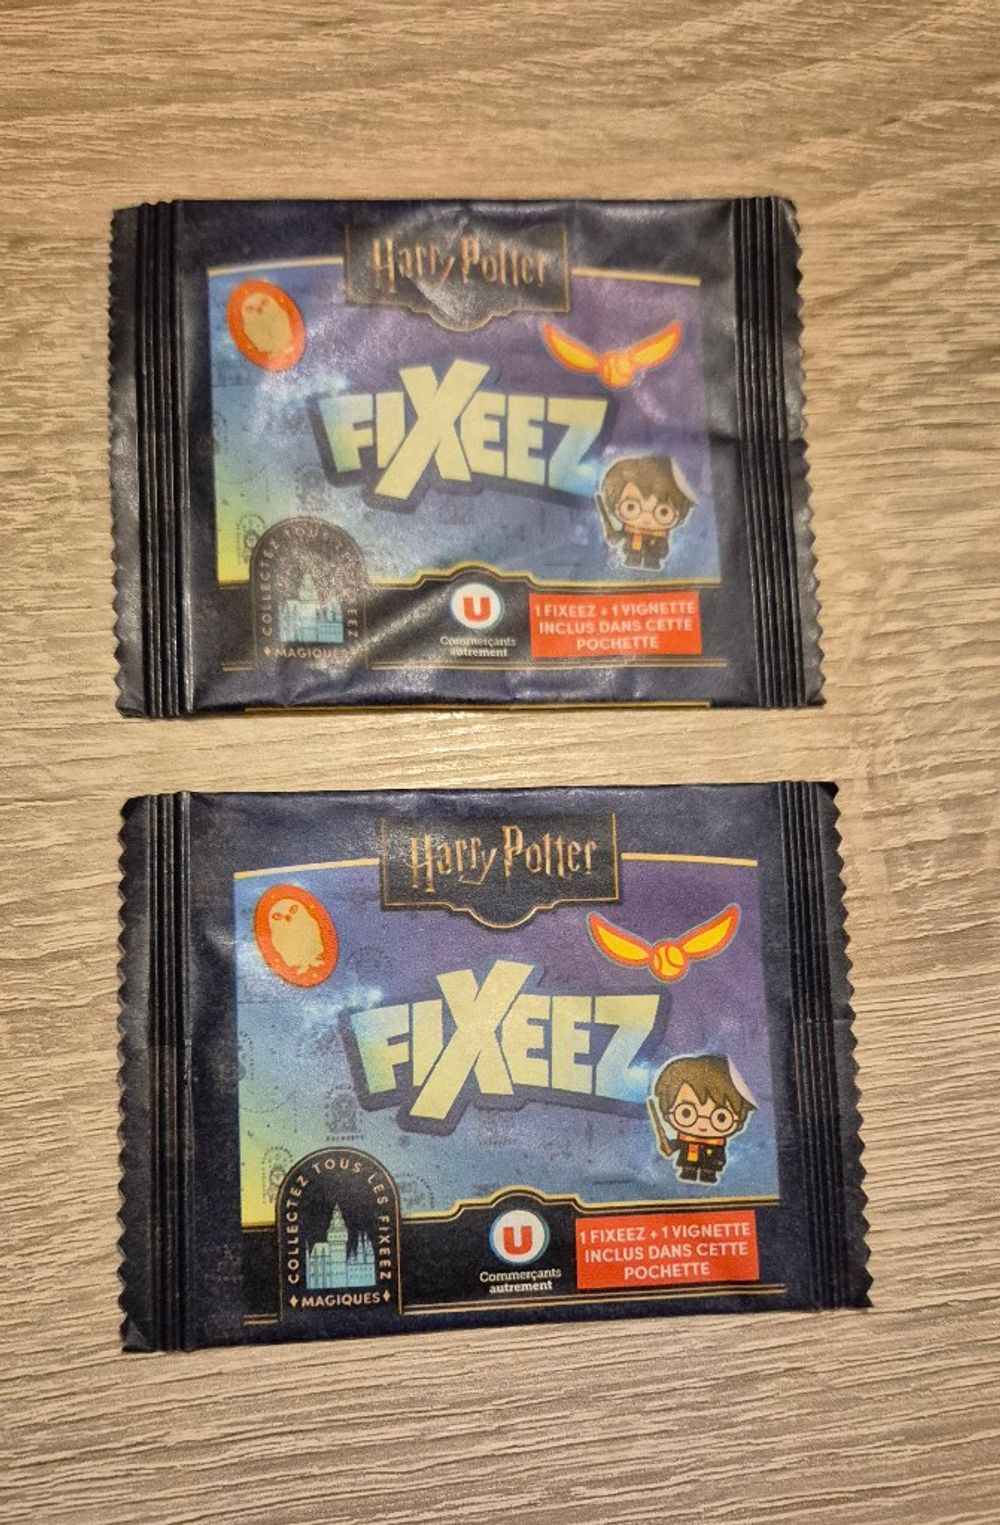 Harry Potter
FIXEEZ
COLLECTEZ TOUS LES FIXEEZ
MAGIQUES
U
Commerçants
autrement
1 FIXEEZ + 1 VIGNETTE
INCLUS DANS CETTE
POCHETTE
Harry Potter
FIXEEZ
COLLECTEZ TOUS LES FIXEEZ
MAGIQUES
U
Commerçants
autrement
1 FIXEEZ + 1 VIGNETTE
INCLUS DANS CETTE
POCHETTE